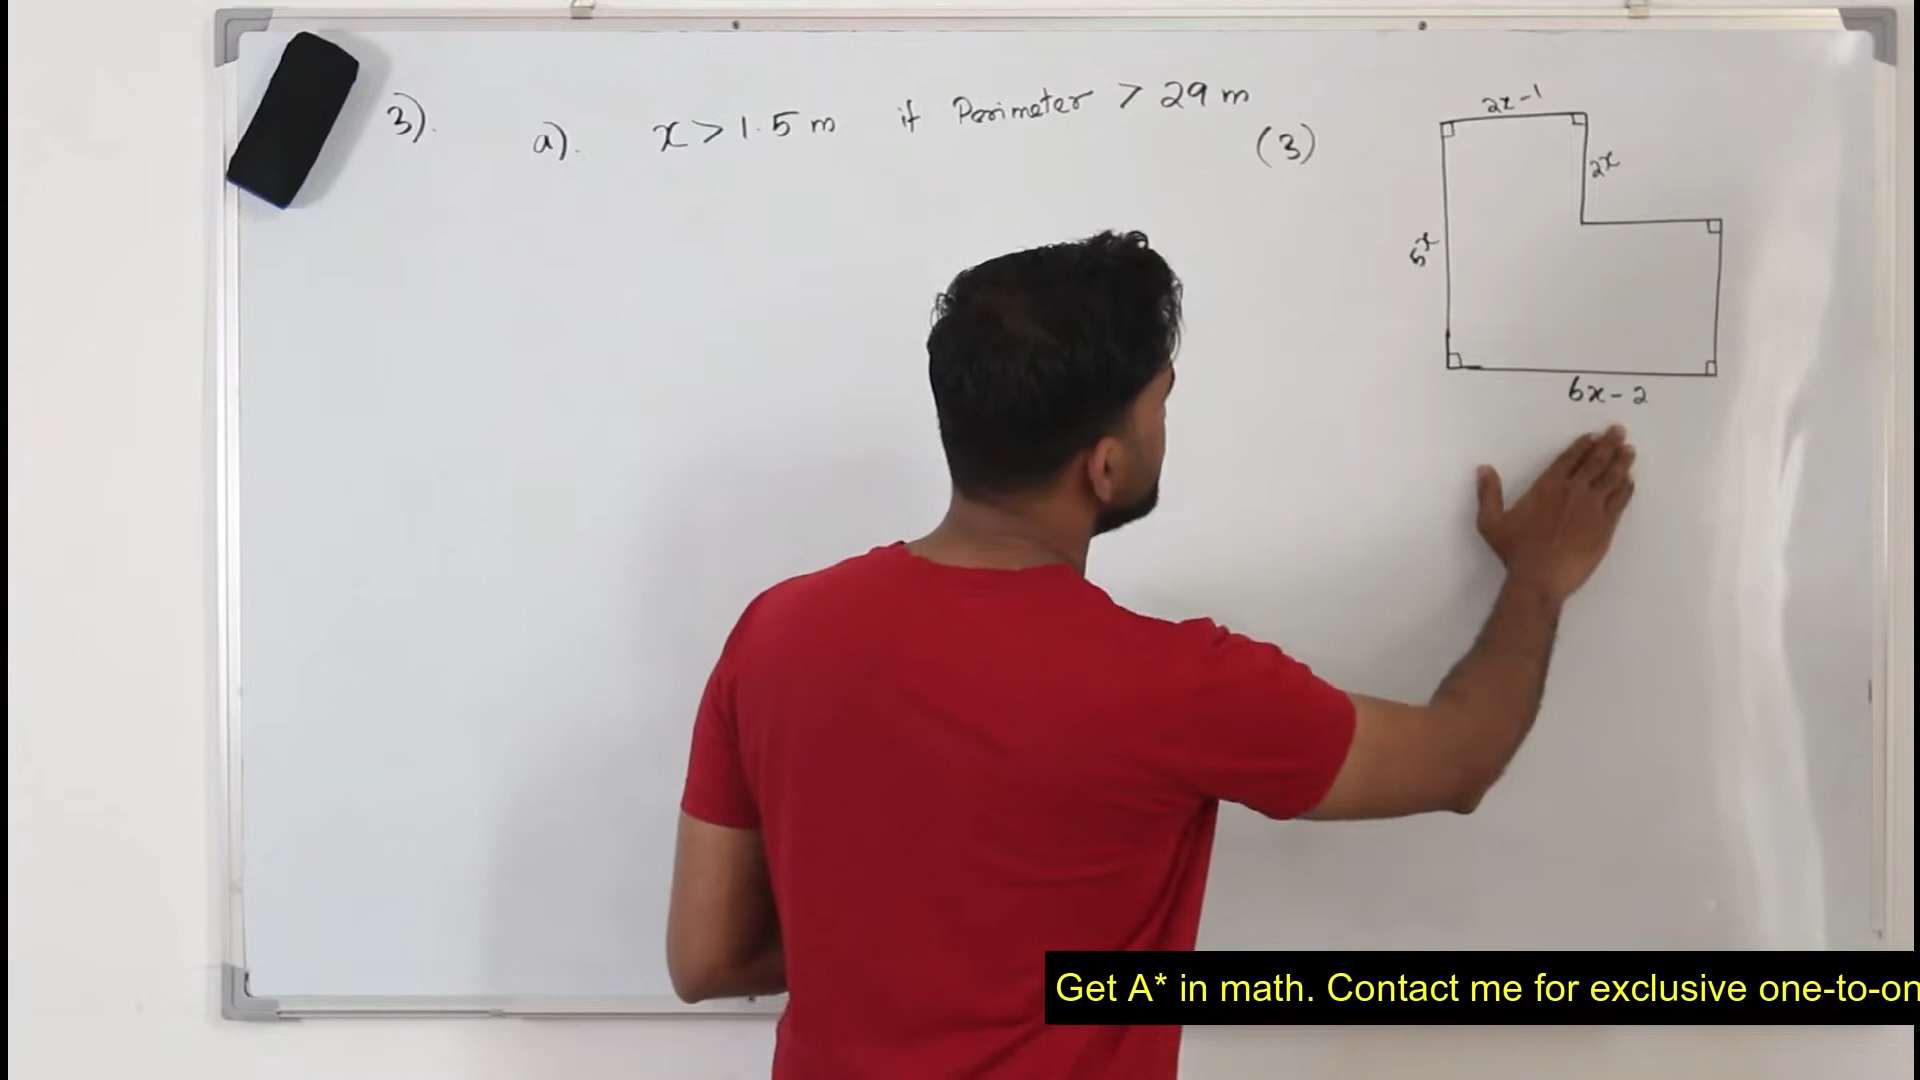 3).
a). x > 1.5 m if Perimeter > 29 m
(3)
2x-1
2x
5x
6x-2
Get A* in math. Contact me for exclusive one-to-on